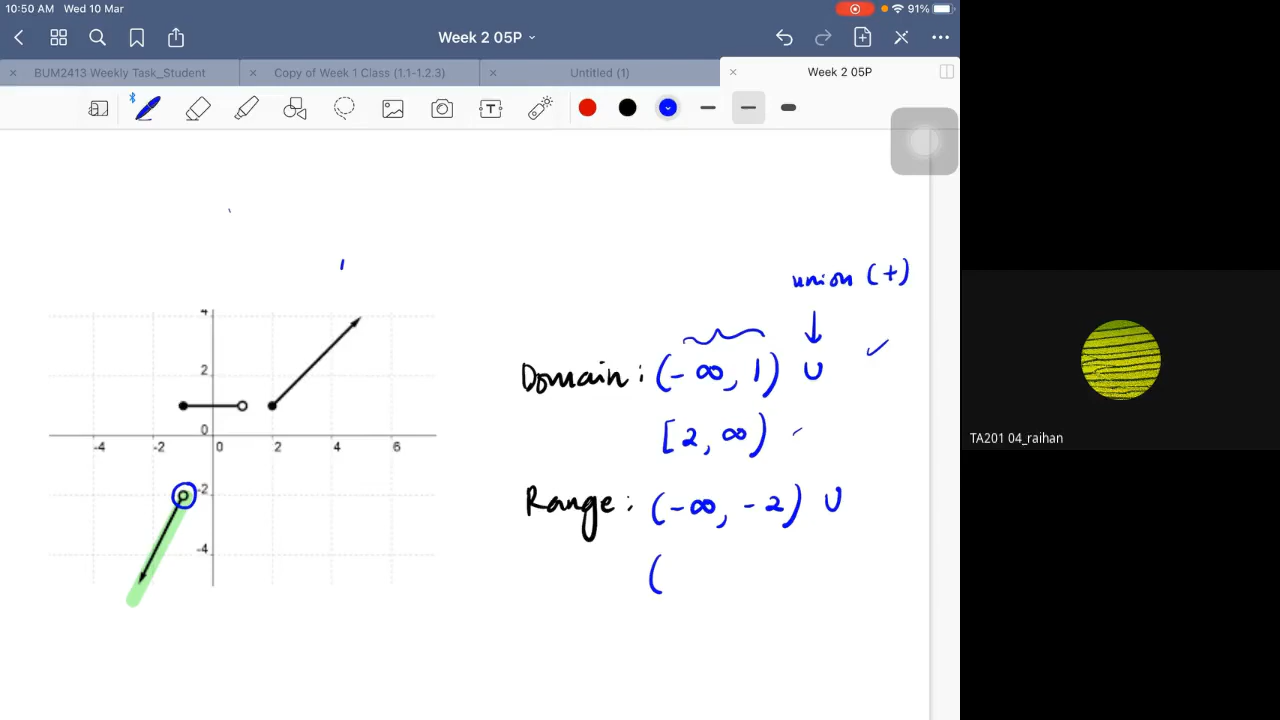 10:50 AM Wed 10 Mar
91%
Week 2 05P
BUM2413 Weekly Task_Student
Copy of Week 1 Class (1.1-1.2.3)
Untitled (1)
Week 2 05P
union (+)
↓
Domain: (-∞, 1) ∪ ✓
[2, ∞)
Range: (-∞, -2) ∪
(
4
2
0
-4 -2 0 2 4 6
-2
-4
TA201 04_raihan